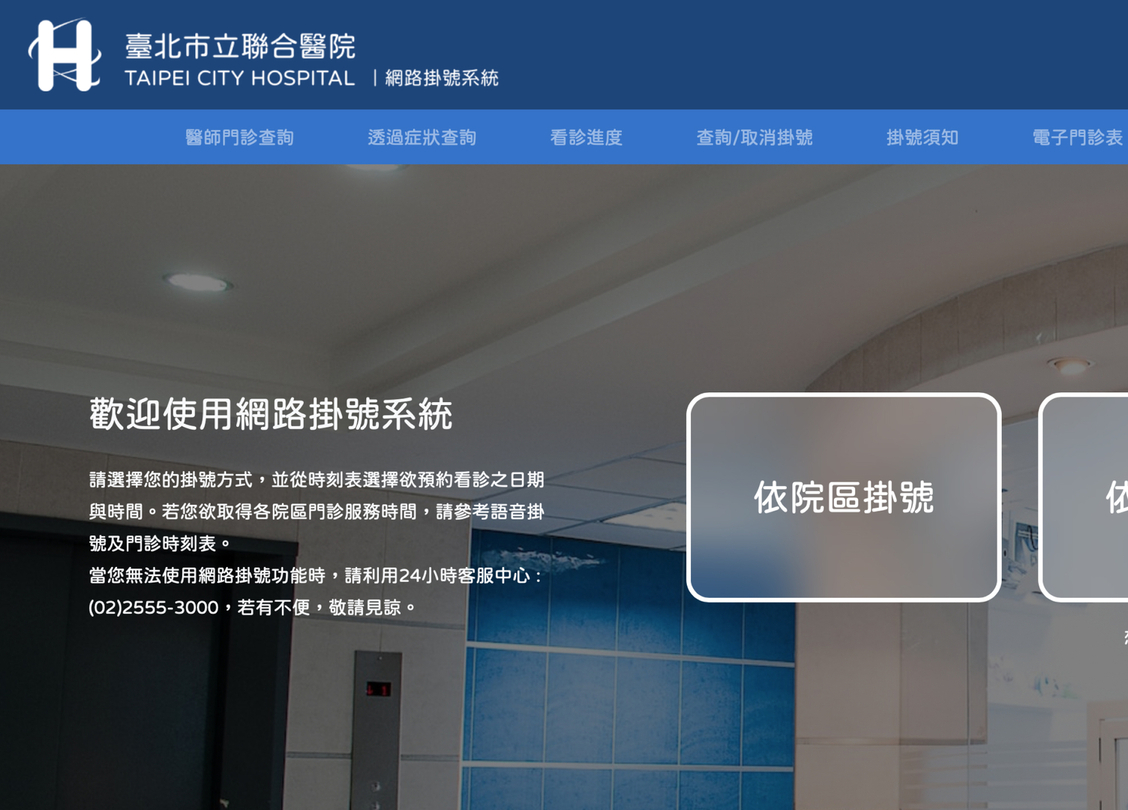 臺北市立聯合醫院
TAIPEI CITY HOSPITAL | 網路掛號系統
醫師門診查詢 透過症狀查詢 看診進度 查詢/取消掛號 掛號須知 電子門診表
歡迎使用網路掛號系統
請選擇您的掛號方式，並從時刻表選擇欲預約看診之日期
與時間。若您欲取得各院區門診服務時間，請參考語音掛
號及門診時刻表。
當您無法使用網路掛號功能時，請利用24小時客服中心：
(02)2555-3000，若有不便，敬請見諒。
依院區掛號
依